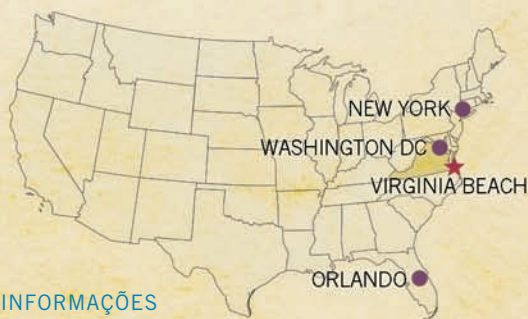 NEW YORK
WASHINGTON DC
VIRGINIA BEACH
ORLANDO
INFORMAÇÕES